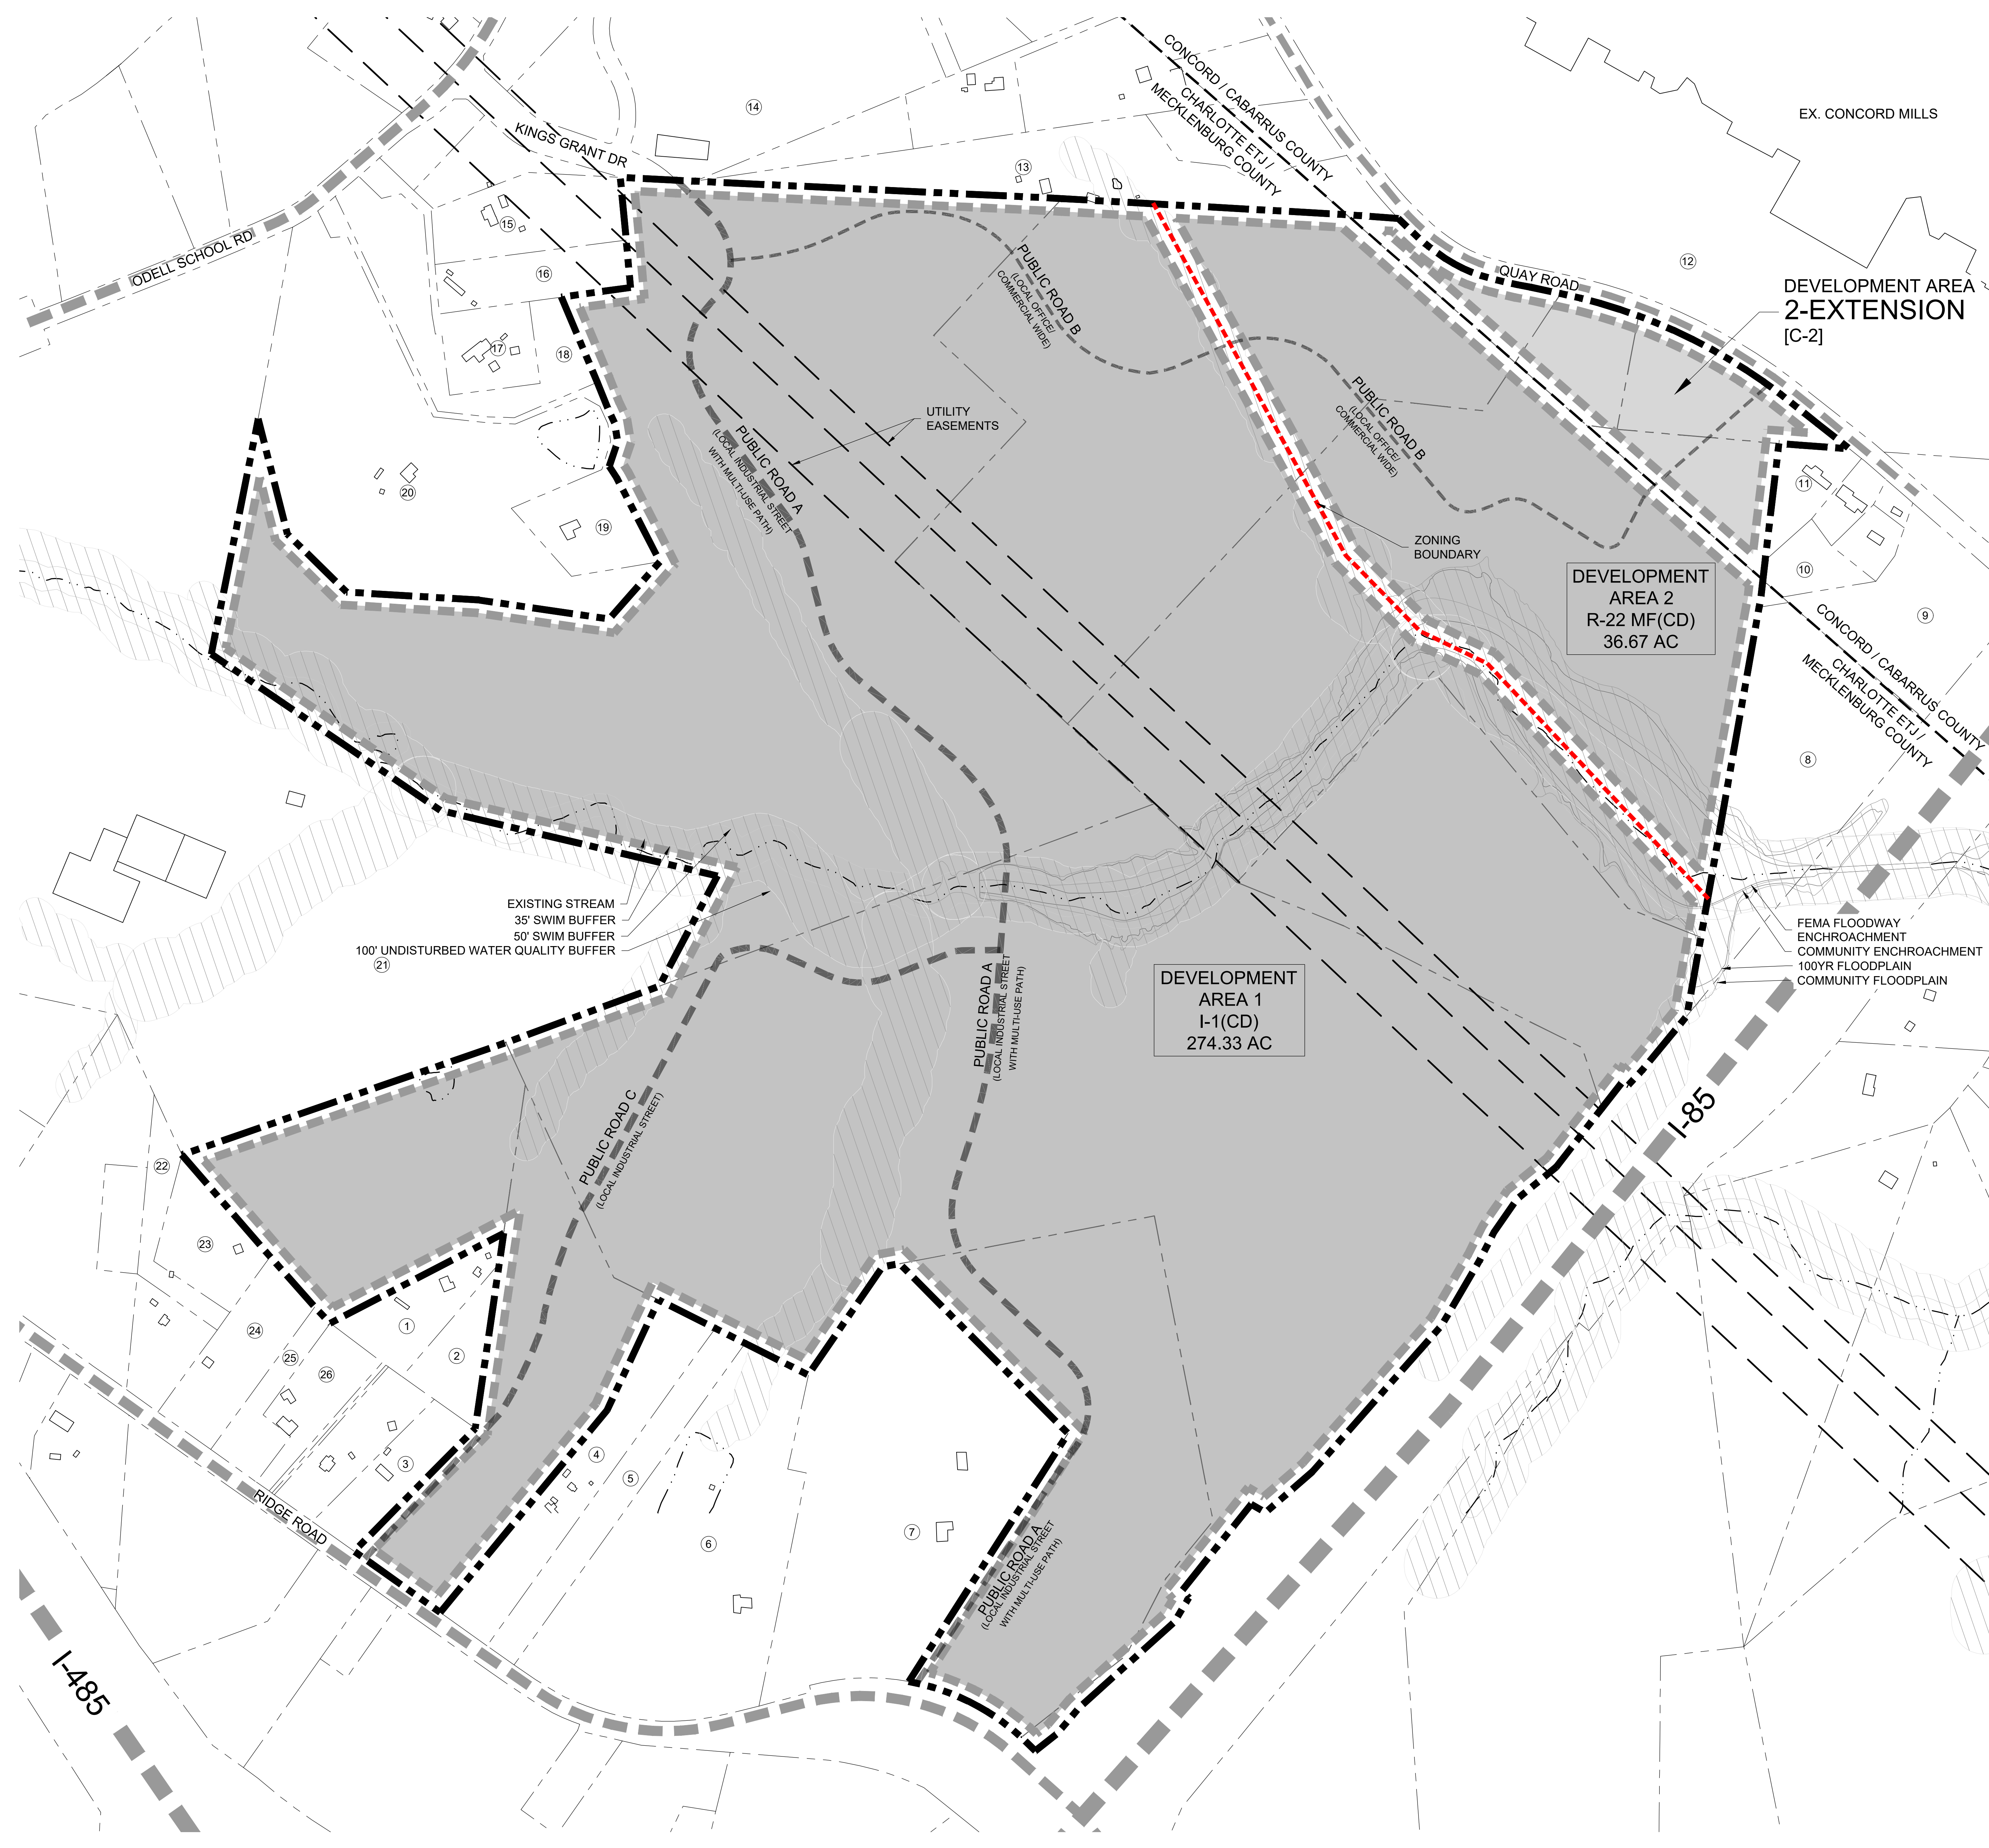 CONCORD / CABARRUS COUNTY
CHARLOTTE ETJ /
MECKLENBURG COUNTY
EX. CONCORD MILLS
14
KINGS GRANT DR
13
15
ODELL SCHOOL RD
16
12
QUAY ROAD
DEVELOPMENT AREA
2-EXTENSION
[C-2]
PUBLIC ROAD B
(LOCAL OFFICE/
COMMERCIAL WIDE)
17
18
PUBLIC ROAD B
(LOCAL OFFICE/
COMMERCIAL WIDE)
UTILITY
EASEMENTS
PUBLIC ROAD A
(LOCAL INDUSTRIAL STREET
WITH MULTI-USE PATH)
20
19
11
ZONING
BOUNDARY
10
DEVELOPMENT
AREA 2
R-22 MF(CD)
36.67 AC
9
CONCORD / CABARRUS COUNTY
CHARLOTTE ETJ /
MECKLENBURG COUNTY
8
EXISTING STREAM
35' SWIM BUFFER
50' SWIM BUFFER
100' UNDISTURBED WATER QUALITY BUFFER
21
FEMA FLOODWAY
ENCHROACHMENT
COMMUNITY ENCHROACHMENT
100YR FLOODPLAIN
COMMUNITY FLOODPLAIN
DEVELOPMENT
AREA 1
I-1(CD)
274.33 AC
PUBLIC ROAD A
(LOCAL INDUSTRIAL STREET
WITH MULTI-USE PATH)
I-85
PUBLIC ROAD C
(LOCAL INDUSTRIAL STREET)
22
23
24
25
26
1
2
3
4
5
6
7
RIDGE ROAD
PUBLIC ROAD A
(LOCAL INDUSTRIAL STREET
WITH MULTI-USE PATH)
I-485